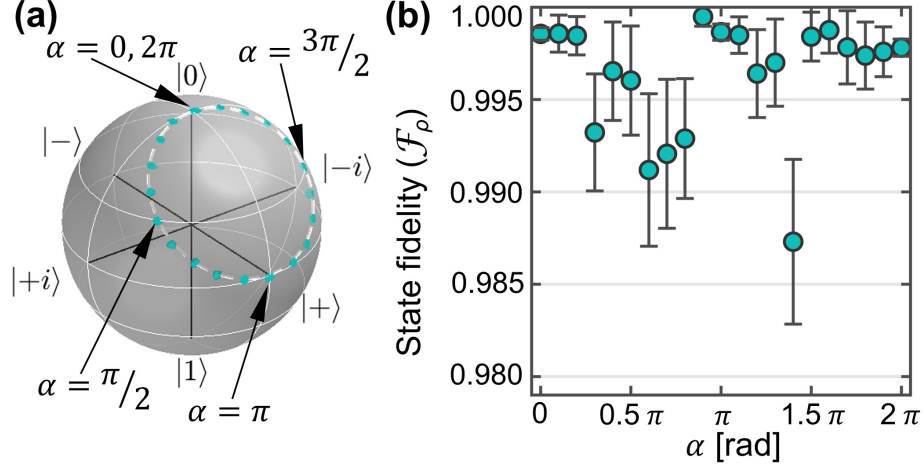 (a)
α = 0, 2π
α = 3π/2
|0⟩
|−⟩
|−i⟩
|+i⟩
|+⟩
|1⟩
α = π/2
α = π
(b)
State fidelity (ℱρ)
1.000
0.995
0.990
0.985
0.980
0 0.5 π π 1.5 π 2 π
α [rad]